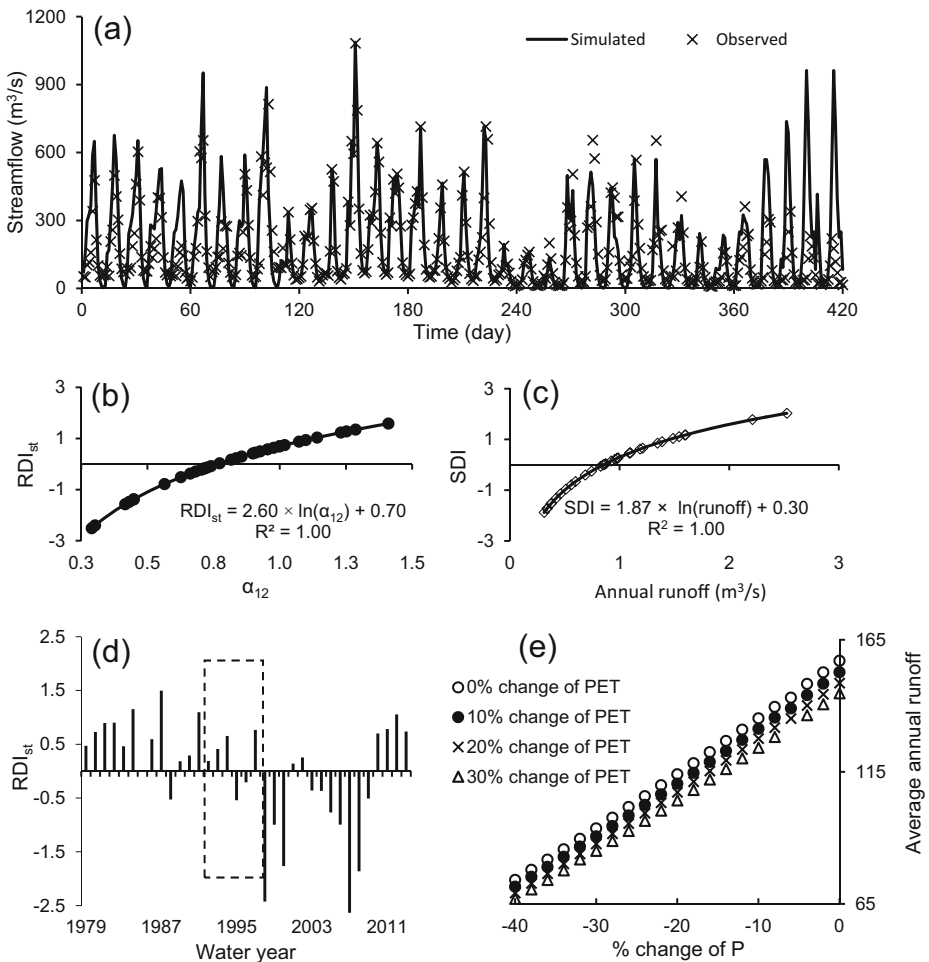 (a)
Simulated × Observed
Streamflow (m³/s)
1200
900
600
300
0
0 60 120 180 240 300 360 420
Time (day)
(b)
RDIst
3
1
-1
-3
RDIst = 2.60 × ln(α12) + 0.70
R² = 1.00
0.3 0.5 0.8 1.0 1.3 1.5
α12
(c)
SDI
3
1
-1
-3
SDI = 1.87 × ln(runoff) + 0.30
R² = 1.00
0 1 2 3
Annual runoff (m³/s)
(d)
RDIst
2.5
1.5
0.5
-0.5
-1.5
-2.5
1979 1987 1995 2003 2011
Water year
(e)
0% change of PET
10% change of PET
20% change of PET
30% change of PET
165
115
65
Average annual runoff
-40 -30 -20 -10 0
% change of P